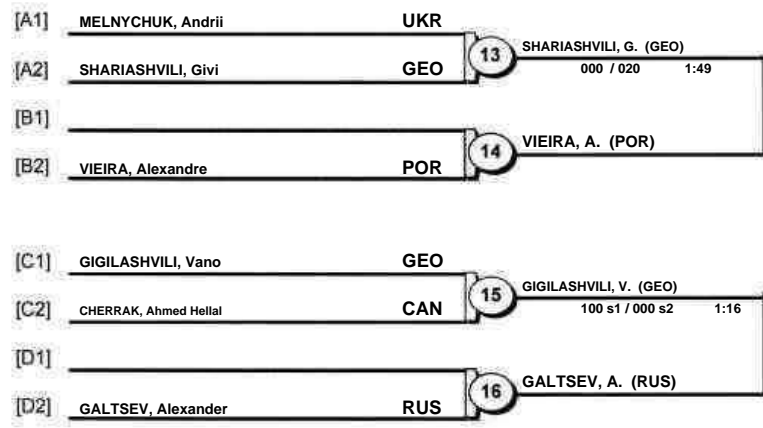 [A1] MELNYCHUK, Andrii UKR
13 SHARIASHVILI, G. (GEO)
[A2] SHARIASHVILI, Givi GEO
000 / 020 1:49
[B1]
14 VIEIRA, A. (POR)
[B2] VIEIRA, Alexandre POR
[C1] GIGILASHVILI, Vano GEO
15 GIGILASHVILI, V. (GEO)
[C2] CHERRAK, Ahmed Hellal CAN
100 s1 / 000 s2 1:16
[D1]
16 GALTSEV, A. (RUS)
[D2] GALTSEV, Alexander RUS